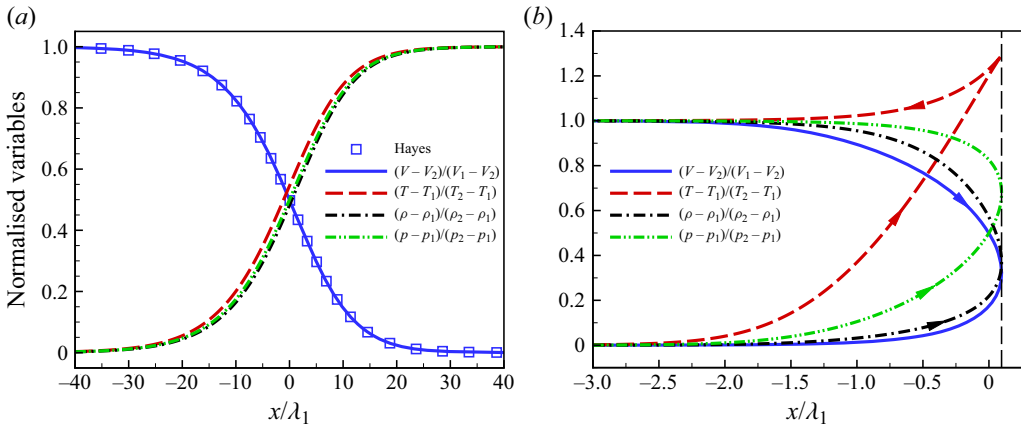 (a)
Normalised variables
1.0
0.8
0.6
0.4
0.2
0
−40
−30
−20
−10
0
10
20
30
40
x/λ1
Hayes
(V − V2)/(V1 − V2)
(T − T1)/(T2 − T1)
(ρ − ρ1)/(ρ2 − ρ1)
(p − p1)/(p2 − p1)
(b)
1.4
1.2
1.0
0.8
0.6
0.4
0.2
0
−3.0
−2.5
−2.0
−1.5
−1.0
−0.5
0
x/λ1
(V − V2)/(V1 − V2)
(T − T1)/(T2 − T1)
(ρ − ρ1)/(ρ2 − ρ1)
(p − p1)/(p2 − p1)